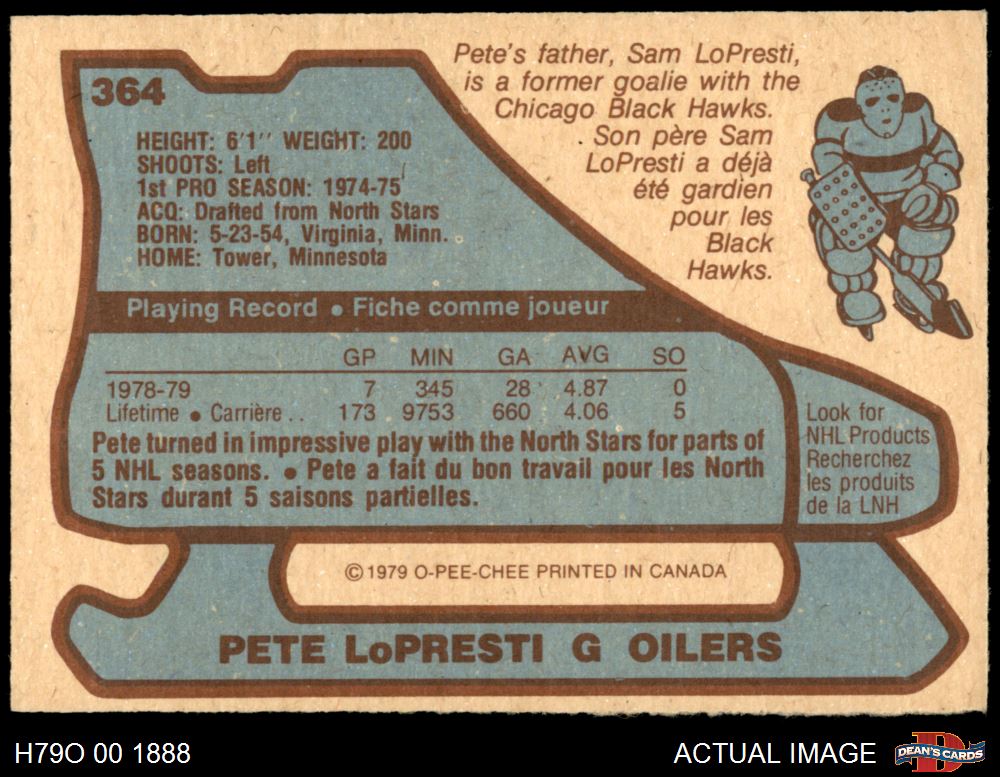 364
Pete's father, Sam LoPresti,
is a former goalie with the
Chicago Black Hawks.
Son père Sam
LoPresti a déjà
été gardien
pour les
Black
Hawks.
HEIGHT: 6'1'' WEIGHT: 200
SHOOTS: Left
1st PRO SEASON: 1974-75
ACQ: Drafted from North Stars
BORN: 5-23-54, Virginia, Minn.
HOME: Tower, Minnesota
Playing Record • Fiche comme joueur
GP MIN GA AVG SO
1978-79 7 345 28 4.87 0
Lifetime • Carrière .. 173 9753 660 4.06 5
Pete turned in impressive play with the North Stars for parts of
5 NHL seasons. • Pete a fait du bon travail pour les North
Stars durant 5 saisons partielles.
Look for
NHL Products
Recherchez
les produits
de la LNH
© 1979 O-PEE-CHEE PRINTED IN CANADA
PETE LoPRESTI G OILERS
H79O 00 1888
ACTUAL IMAGE
DEAN'S CARDS